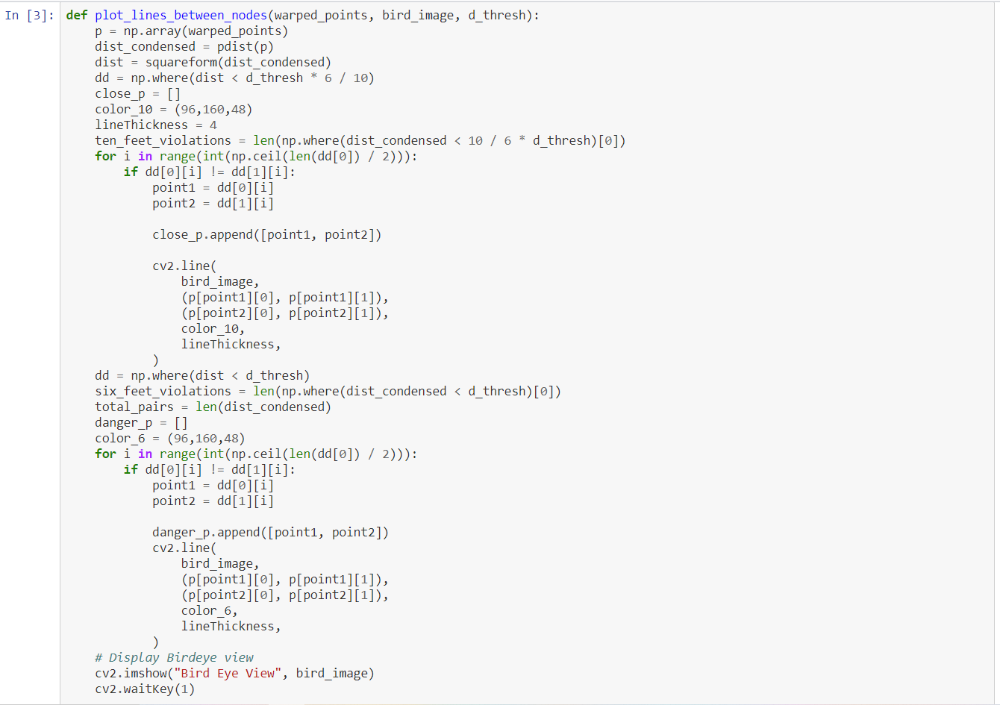 In [3]: def plot_lines_between_nodes(warped_points, bird_image, d_thresh):
    p = np.array(warped_points)
    dist_condensed = pdist(p)
    dist = squareform(dist_condensed)
    dd = np.where(dist < d_thresh * 6 / 10)
    close_p = []
    color_10 = (96,160,48)
    lineThickness = 4
    ten_feet_violations = len(np.where(dist_condensed < 10 / 6 * d_thresh)[0])
    for i in range(int(np.ceil(len(dd[0]) / 2))):
        if dd[0][i] != dd[1][i]:
            point1 = dd[0][i]
            point2 = dd[1][i]

            close_p.append([point1, point2])

            cv2.line(
                bird_image,
                (p[point1][0], p[point1][1]),
                (p[point2][0], p[point2][1]),
                color_10,
                lineThickness,
            )
    dd = np.where(dist < d_thresh)
    six_feet_violations = len(np.where(dist_condensed < d_thresh)[0])
    total_pairs = len(dist_condensed)
    danger_p = []
    color_6 = (96,160,48)
    for i in range(int(np.ceil(len(dd[0]) / 2))):
        if dd[0][i] != dd[1][i]:
            point1 = dd[0][i]
            point2 = dd[1][i]

            danger_p.append([point1, point2])
            cv2.line(
                bird_image,
                (p[point1][0], p[point1][1]),
                (p[point2][0], p[point2][1]),
                color_6,
                lineThickness,
            )
    # Display Birdeye view
    cv2.imshow("Bird Eye View", bird_image)
    cv2.waitKey(1)